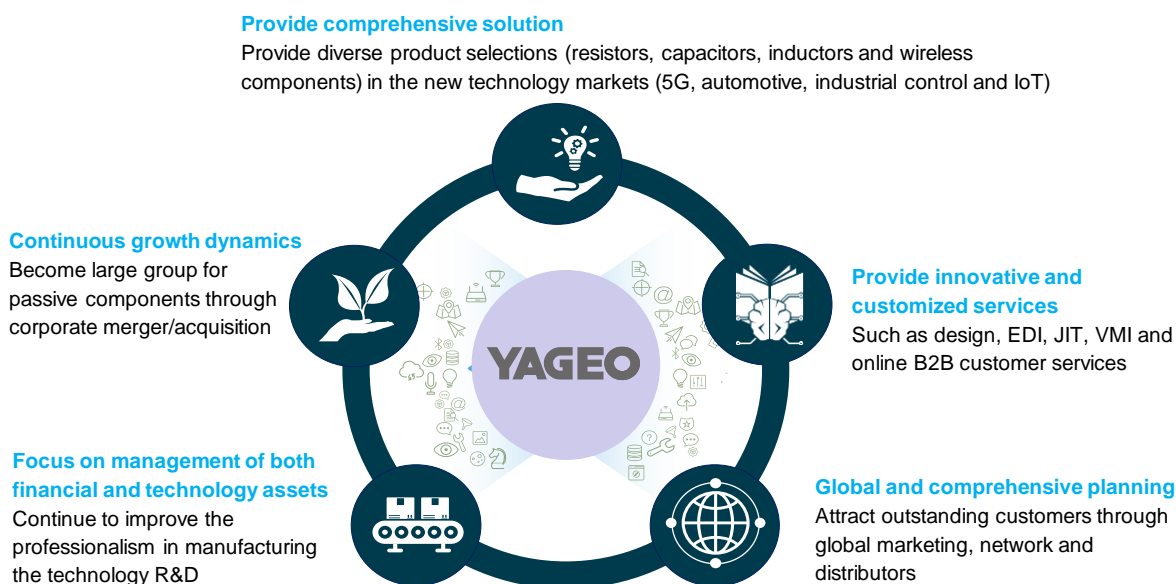 Provide comprehensive solution
Provide diverse product selections (resistors, capacitors, inductors and wireless
components) in the new technology markets (5G, automotive, industrial control and IoT)
Continuous growth dynamics
Become large group for
passive components through
corporate merger/acquisition
Provide innovative and
customized services
Such as design, EDI, JIT, VMI and
online B2B customer services
YAGEO
Focus on management of both
financial and technology assets
Continue to improve the
professionalism in manufacturing
the technology R&D
Global and comprehensive planning
Attract outstanding customers through
global marketing, network and
distributors